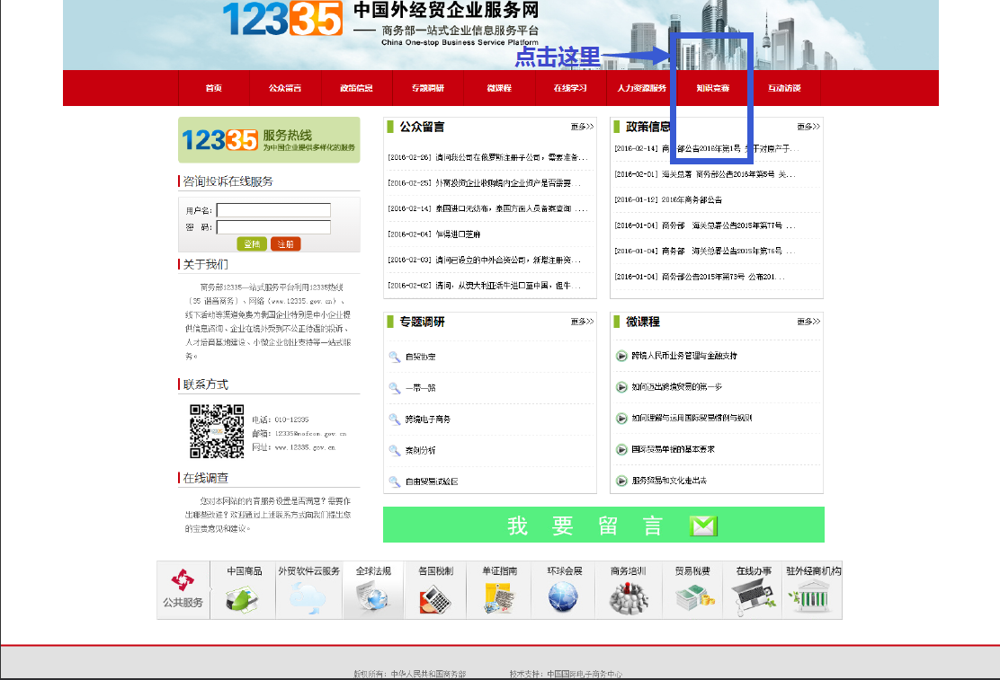 12335 中国外经贸企业服务网
商务部一站式企业信息服务平台
China One-stop Business Service Platform
点击这里
首页 公众留言 政策信息 专题调研 微课程 在线学习 人力资源服务 知识竞赛 互动访谈
12335 服务热线
为中国企业提供多样化的服务
咨询投诉在线服务
用户名:
密 码:
登陆 注册
关于我们
商务部12335一站式服务平台利用12335热线
(35 谐音商务)、网络(www.12335.gov.cn)、
线下活动等渠道免费为我国企业特别是中小企业提
供信息咨询、企业在境外受到不公正待遇的投诉、
人才培育基地建设、小微企业创业支持等一站式服
务。
联系方式
电话: 010-12335
邮箱: 12335@mofcom.gov.cn
网址: www.12335.gov.cn
在线调查
您对本网站的内容服务设置是否满意?需要作
出哪些改进?欢迎通过上述联系方式向我们提出您
的宝贵意见和建议。
公众留言 更多>>
[2016-02-26] 请问我公司在俄罗斯注册子公司,需要准备...
[2016-02-25] 外商投资企业收购境内企业资产是否需要...
[2016-02-14] 泰国进口无纺布,泰国方面人员备案查询 ...
[2016-02-04] 乍得进口芝麻
[2016-02-03] 请问已设立的中外合资公司,新增注册资...
[2016-02-02] 请问,从澳大利亚活牛进口至中国,但牛...
政策信息 更多>>
[2016-02-14] 商务部公告2016年第1号 关于对原产于...
[2016-02-01] 海关总署 商务部公告2016年第5号 关...
[2016-01-12] 2016年商务部公告
[2016-01-04] 商务部 海关总署公告2015年第77号 ...
[2016-01-04] 商务部 海关总署公告2015年第76号 ...
[2016-01-04] 商务部公告2015年第73号 公布201...
专题调研 更多>>
自贸协定
一带一路
跨境电子商务
案例分析
自由贸易试验区
微课程 更多>>
跨境人民币业务管理与金融支持
如何迈出跨境贸易的第一步
如何理解与运用国际贸易惯例与规则
国际贸易单据的基本要求
服务贸易和文化走出去
我要留言
公共服务 中国商品 外贸软件云服务 全球法规 各国税制 单证指南 环球会展 商务培训 贸易税费 在线办事 驻外经商机构
版权所有: 中华人民共和国商务部 技术支持: 中国国际电子商务中心